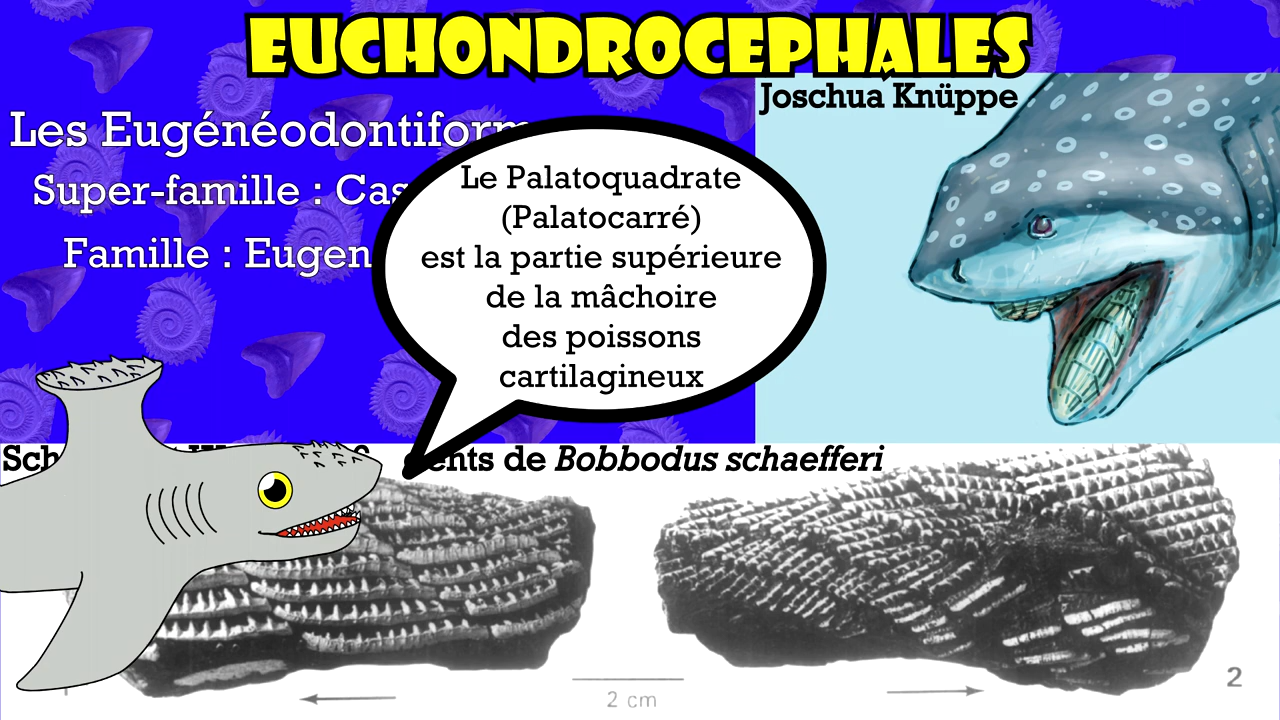 EUCHONDROCEPHALES
Joschua Knüppe
Les Eugénéodontiform
Super-famille : Cas
Famille : Eugen
Le Palatoquadrate
(Palatocarré)
est la partie supérieure
de la mâchoire
des poissons
cartilagineux
Sch ents de Bobbodus schaefferi
2 cm
2